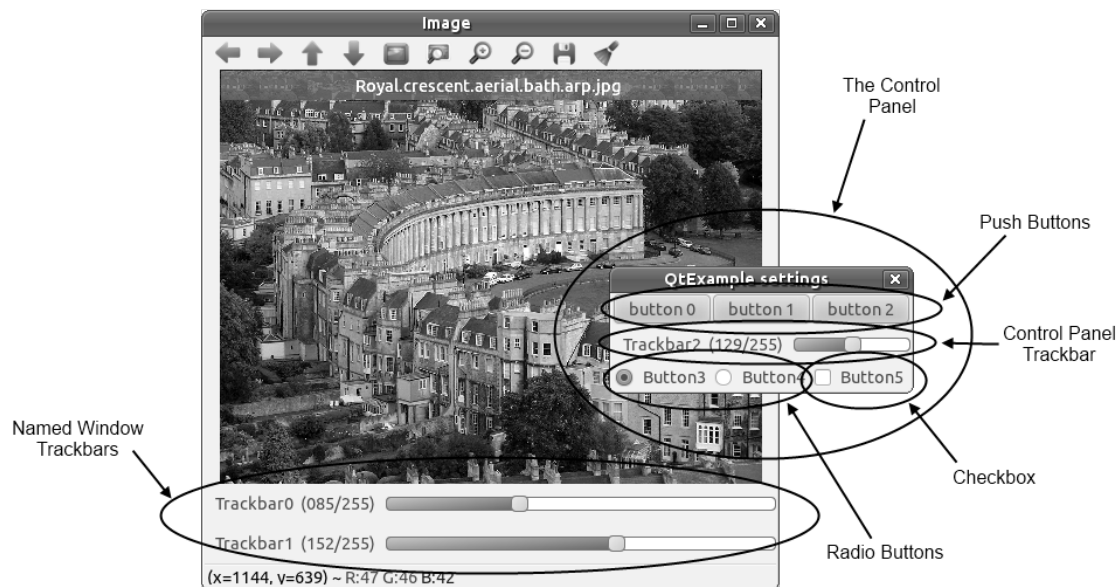 Image
Royal.crescent.aerial.bath.arp.jpg
The Control
Panel
Push Buttons
QtExample settings
button 0 button 1 button 2
Trackbar2 (129/255)
Control Panel
Trackbar
Button3 Button4 Button5
Named Window
Trackbars
Checkbox
Trackbar0 (085/255)
Trackbar1 (152/255)
Radio Buttons
(x=1144, y=639) ~ R:47 G:46 B:42